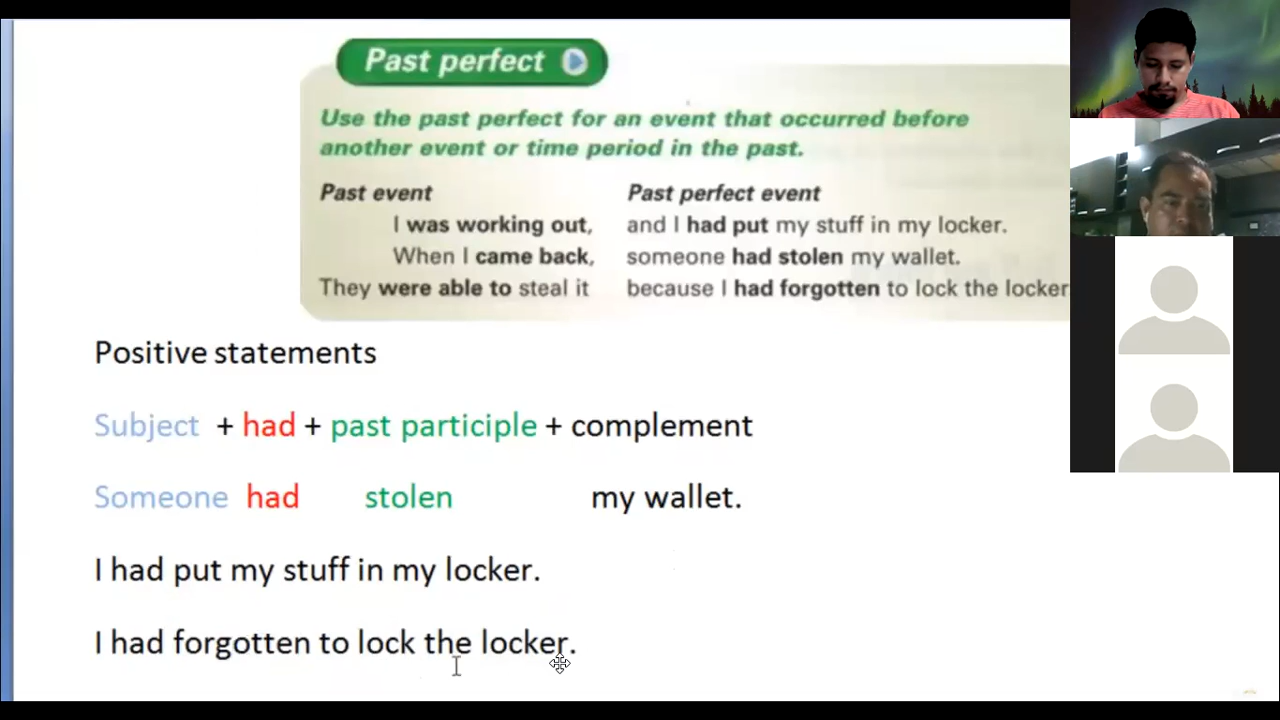 Past perfect
Use the past perfect for an event that occurred before
another event or time period in the past.
Past event Past perfect event
I was working out, and I had put my stuff in my locker.
When I came back, someone had stolen my wallet.
They were able to steal it because I had forgotten to lock the locker
Positive statements
Subject + had + past participle + complement
Someone had stolen my wallet.
I had put my stuff in my locker.
I had forgotten to lock the locker.